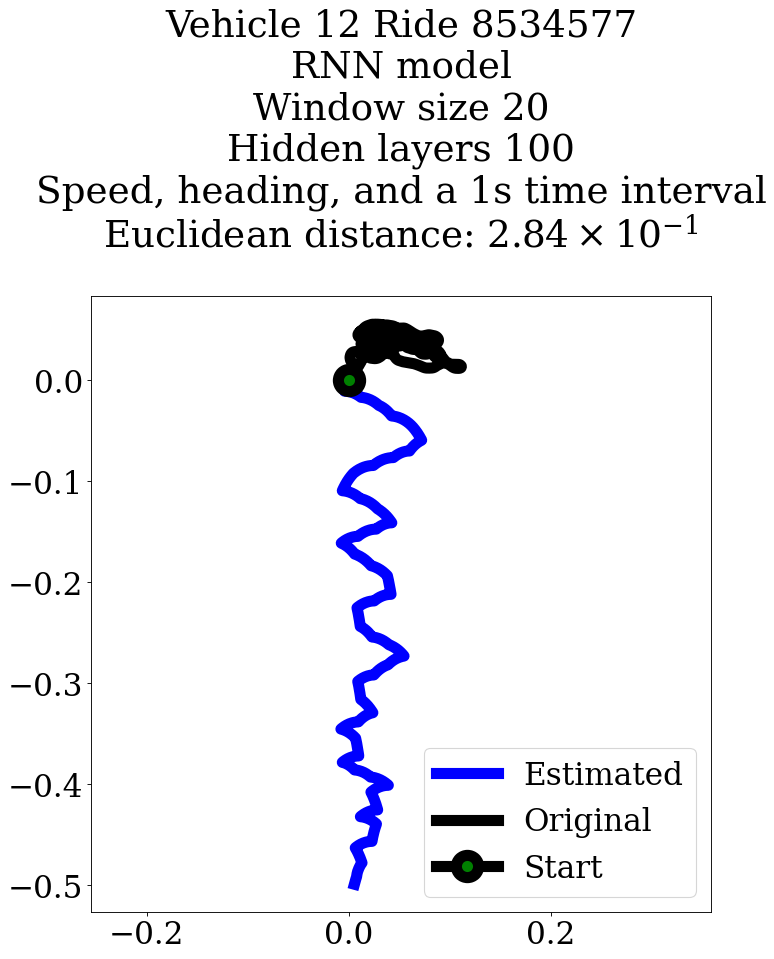 Vehicle 12 Ride 8534577
RNN model
Window size 20
Hidden layers 100
Speed, heading, and a 1s time interval
Euclidean distance: 2.84 × 10⁻¹
0.0
−0.1
−0.2
−0.3
−0.4
−0.5
Estimated
Original
Start
−0.2 0.0 0.2